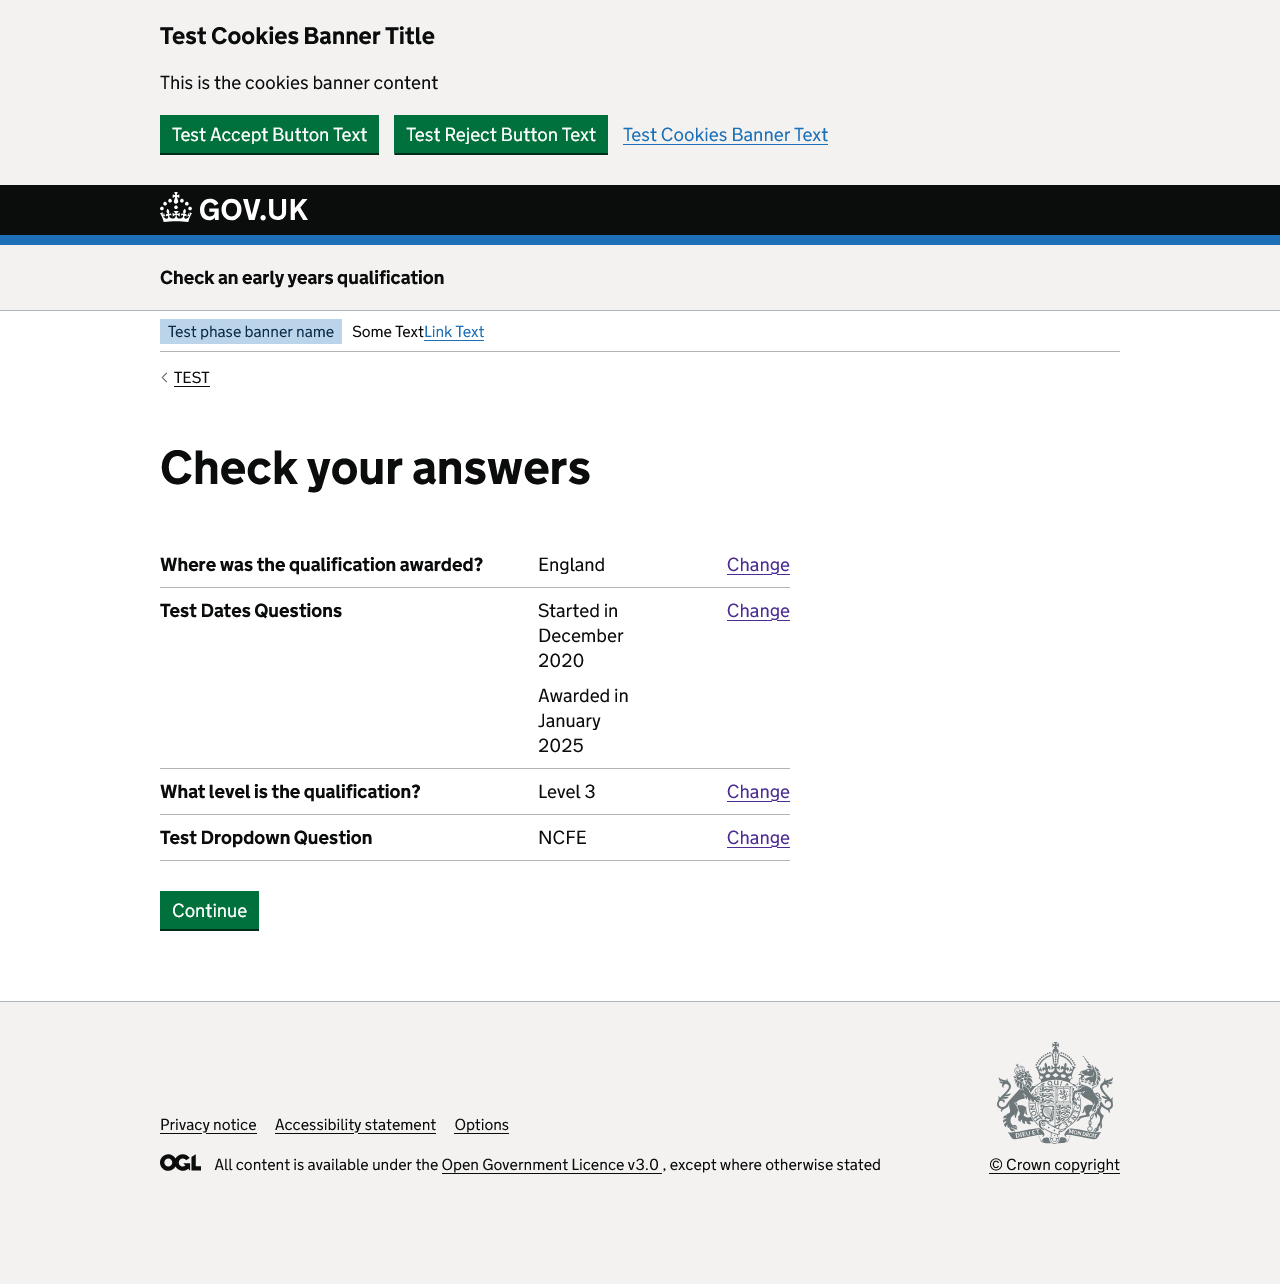 Test Cookies Banner Title
This is the cookies banner content
Test Accept Button Text Test Reject Button Text Test Cookies Banner Text
GOV.UK
Check an early years qualification
Test phase banner name Some TextLink Text
TEST
Check your answers
Where was the qualification awarded? England Change
Test Dates Questions Started in Change
December
2020
Awarded in
January
2025
What level is the qualification? Level 3 Change
Test Dropdown Question NCFE Change
Continue
Privacy notice Accessibility statement Options
OGL All content is available under the Open Government Licence v3.0 , except where otherwise stated
© Crown copyright